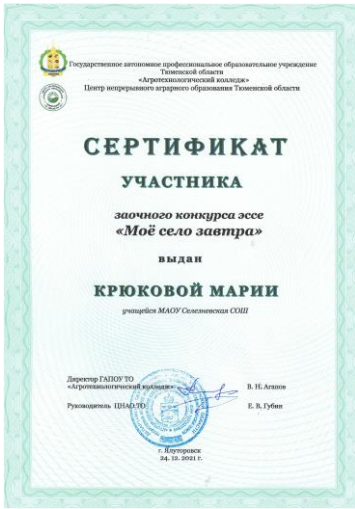 Государственное автономное профессиональное образовательное учреждение
Тюменской области
«Агротехнологический колледж»
Центр непрерывного аграрного образования Тюменской области
СЕРТИФИКАТ
УЧАСТНИКА
заочного конкурса эссе
«Моё село завтра»
выдан
КРЮКОВОЙ МАРИИ
учащейся МАОУ Селезневская СОШ
Директор ГАПОУ ТО
«Агротехнологический колледж» В. Н. Агапов
Руководитель ЦНАО ТО Е. В. Губин
г. Ялуторовск
24. 12. 2021 г.